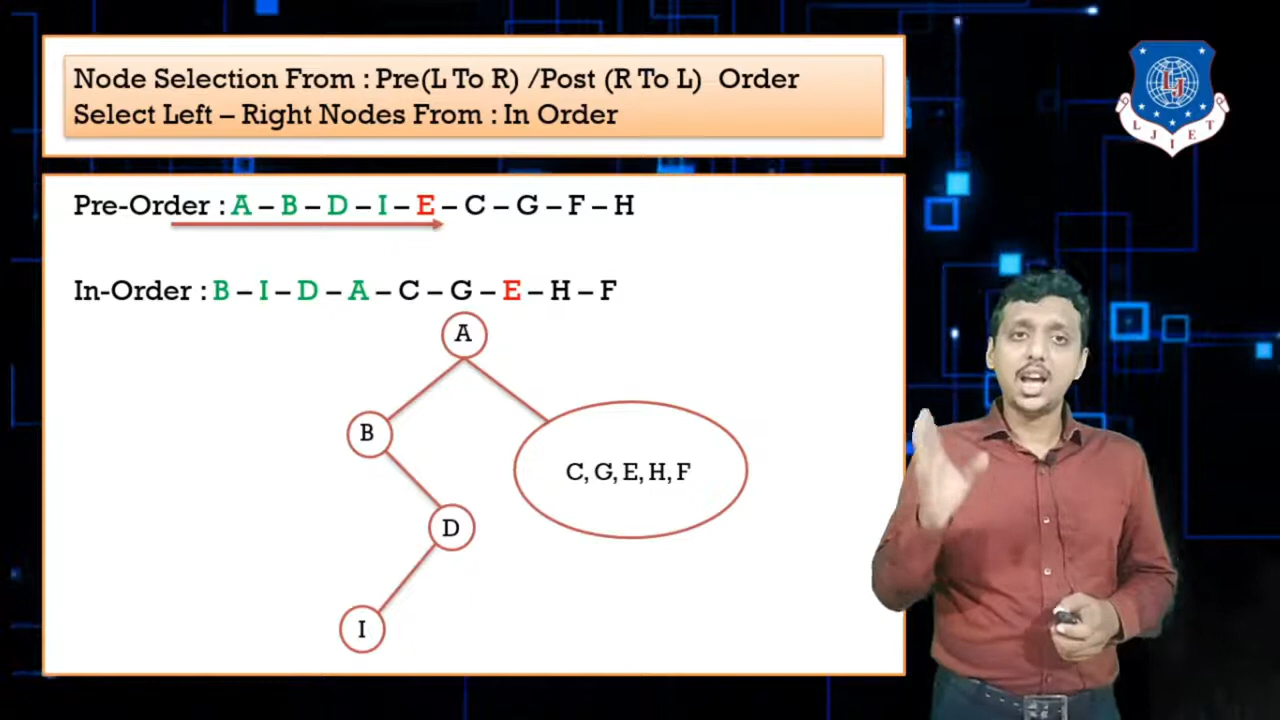 Node Selection From : Pre(L To R) /Post (R To L) Order
Select Left – Right Nodes From : In Order
LJ
L J I E T
Pre-Order : A – B – D – I – E – C – G – F – H
In-Order : B – I – D – A – C – G – E – H – F
A
B
C, G, E, H, F
D
I